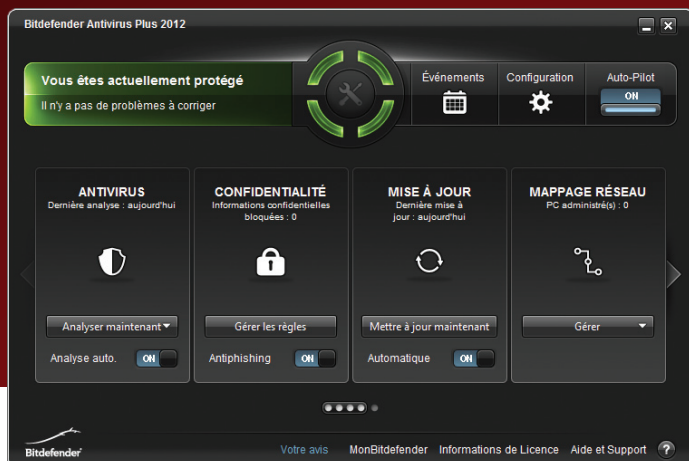 Bitdefender Antivirus Plus 2012
Vous êtes actuellement protégé
Il n'y a pas de problèmes à corriger
Événements
Configuration
Auto-Pilot
ON
ANTIVIRUS
Dernière analyse : aujourd'hui
Analyser maintenant
Analyse auto.
ON
CONFIDENTIALITÉ
Informations confidentielles
bloquées : 0
Gérer les règles
Antiphishing
ON
MISE À JOUR
Dernière mise à
jour : aujourd'hui
Mettre à jour maintenant
Automatique
ON
MAPPAGE RÉSEAU
PC administré(s) : 0
Gérer
Bitdefender
Votre avis
MonBitdefender
Informations de Licence
Aide et Support
?